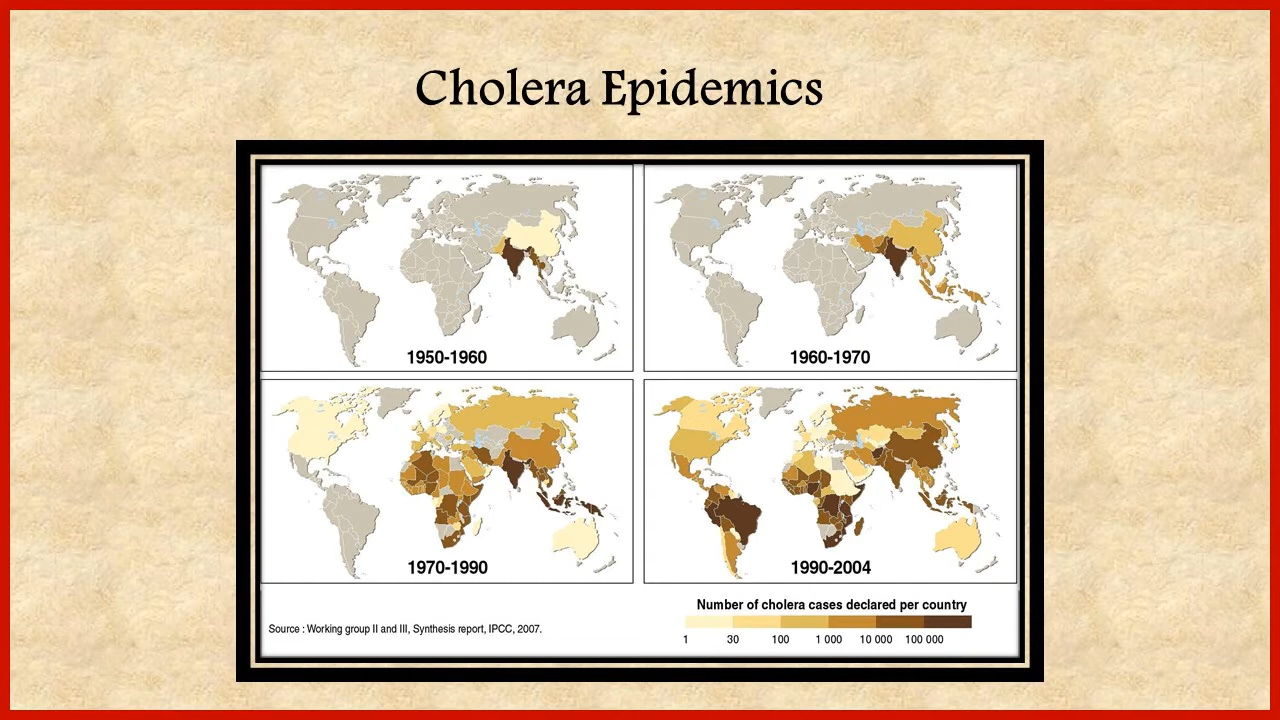 Cholera Epidemics
1950-1960
1960-1970
1970-1990
1990-2004
Number of cholera cases declared per country
1 30 100 1 000 10 000 100 000
Source : Working group II and III, Synthesis report, IPCC, 2007.